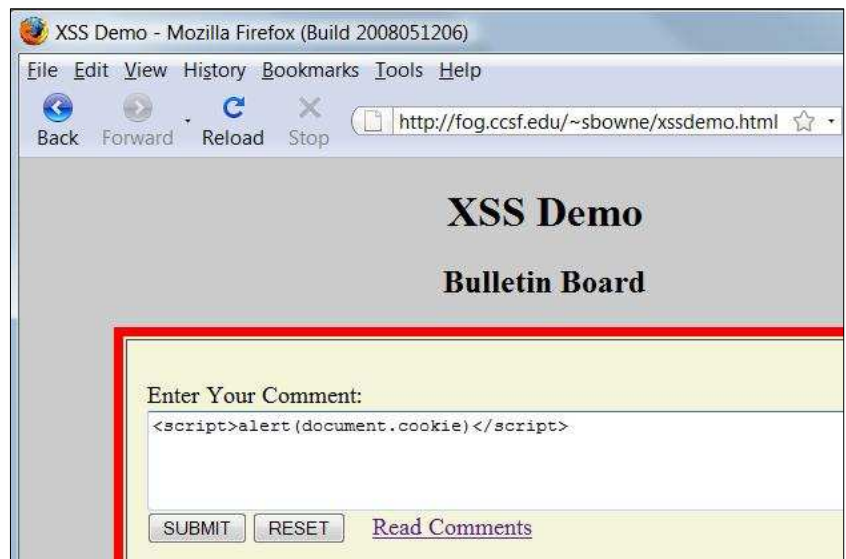 XSS Demo - Mozilla Firefox (Build 2008051206)
File Edit View History Bookmarks Tools Help
Back Forward Reload Stop http://fog.ccsf.edu/~sbowne/xssdemo.html
XSS Demo
Bulletin Board
Enter Your Comment:
<script>alert(document.cookie)</script>
SUBMIT RESET Read Comments